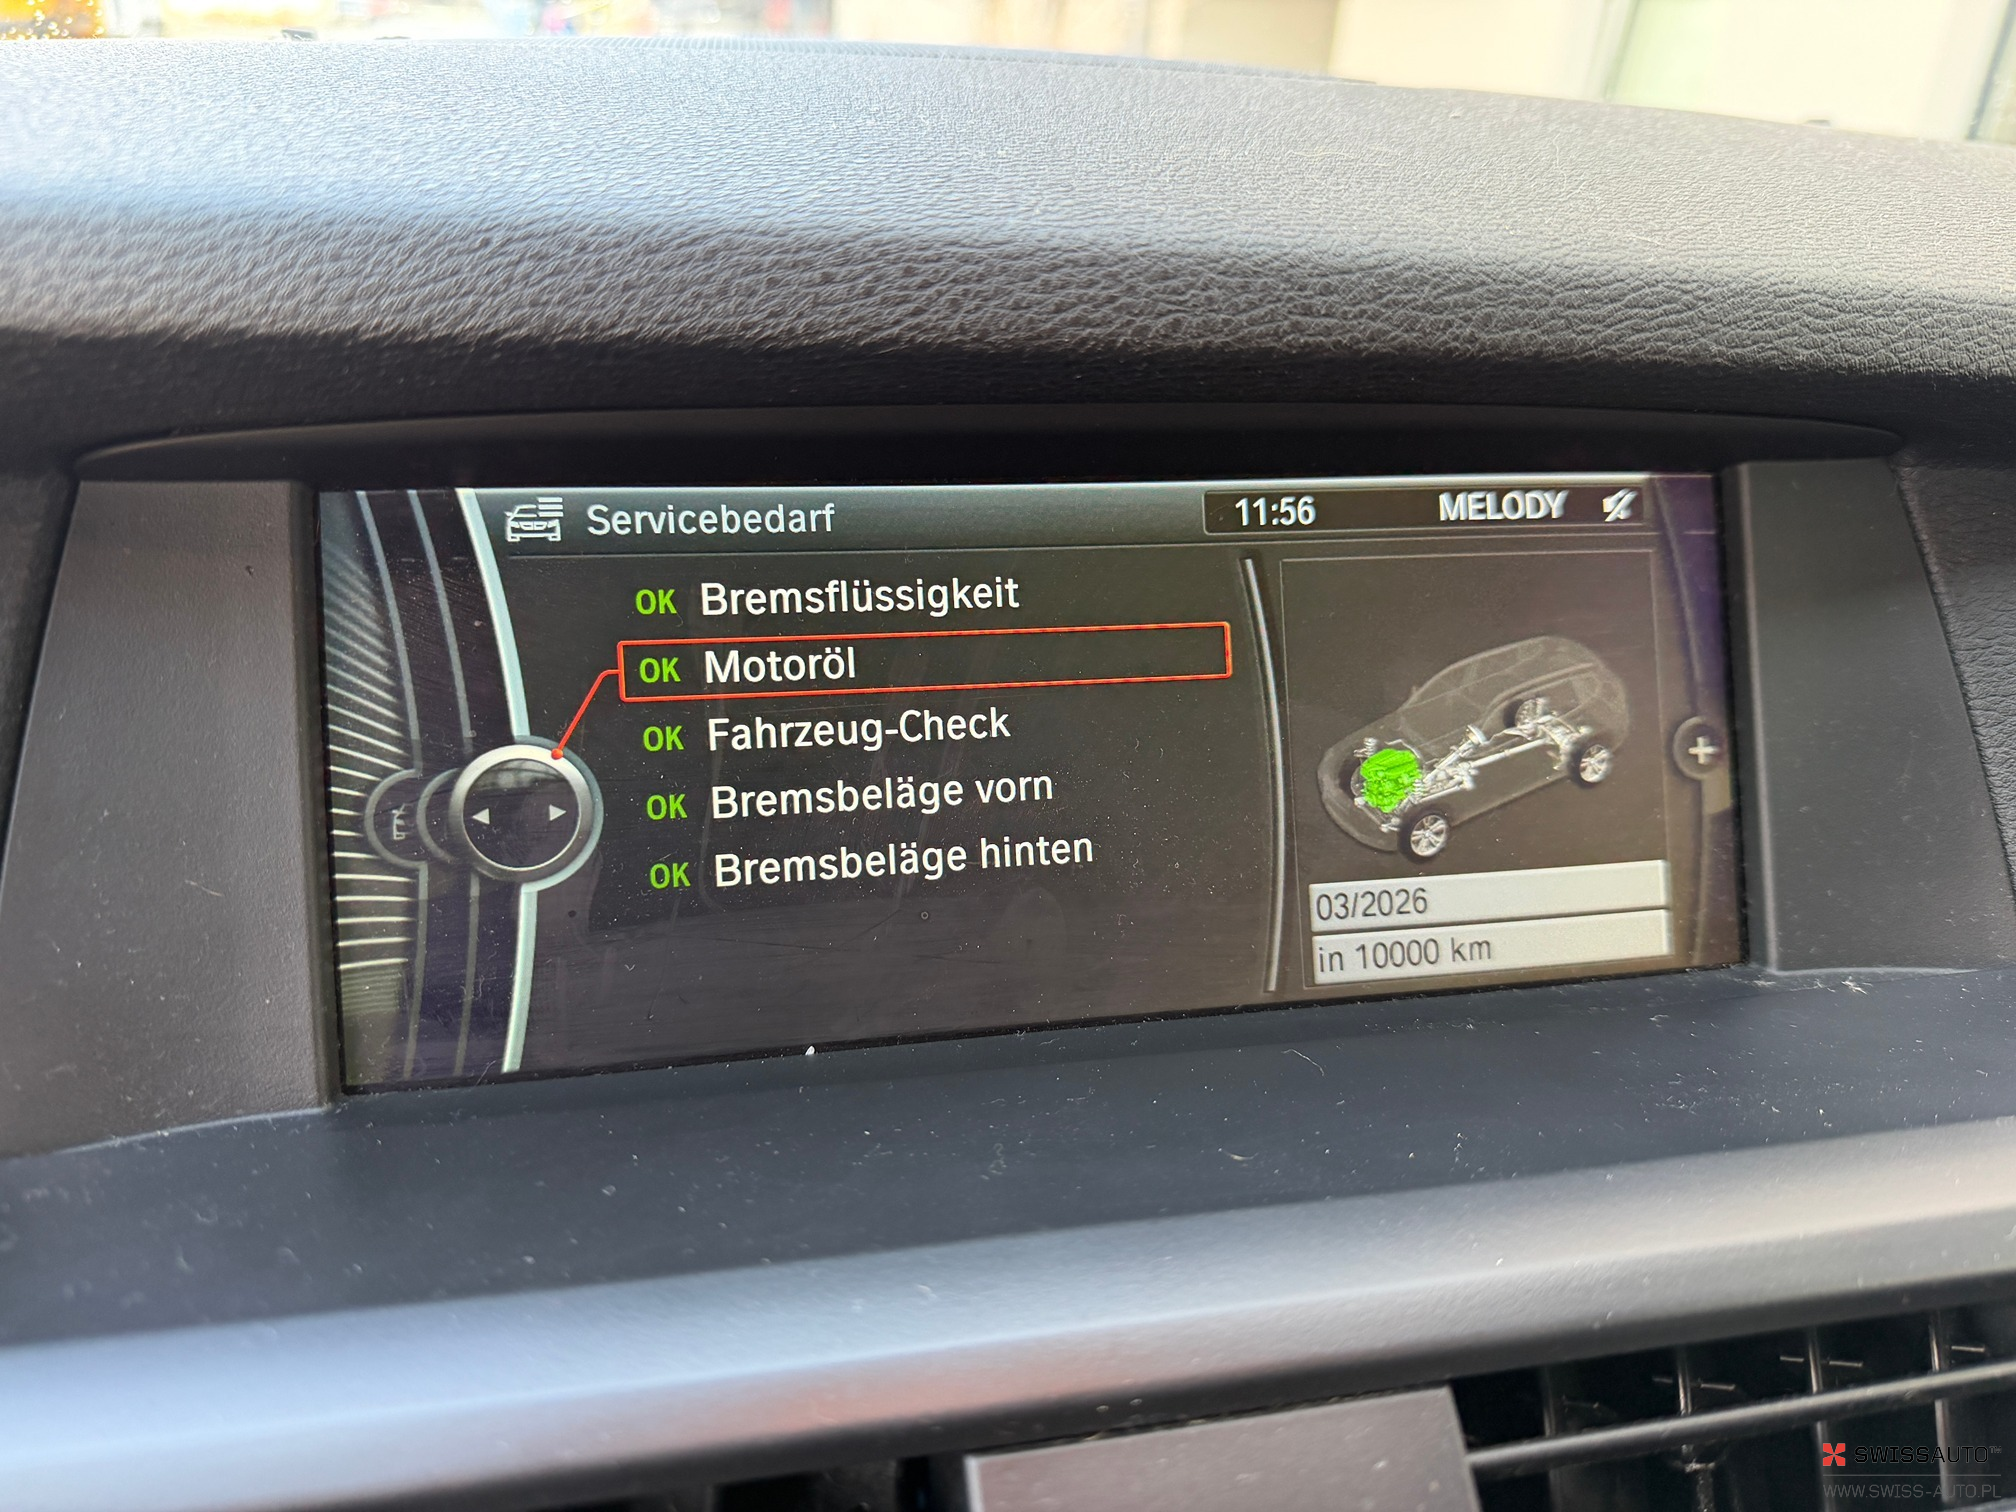 Servicebedarf
11:56
MELODY
OK Bremsflüssigkeit
OK Motoröl
OK Fahrzeug-Check
OK Bremsbeläge vorn
OK Bremsbeläge hinten
03/2026
in 10000 km
SWISSAUTO™
WWW.SWISS-AUTO.PL